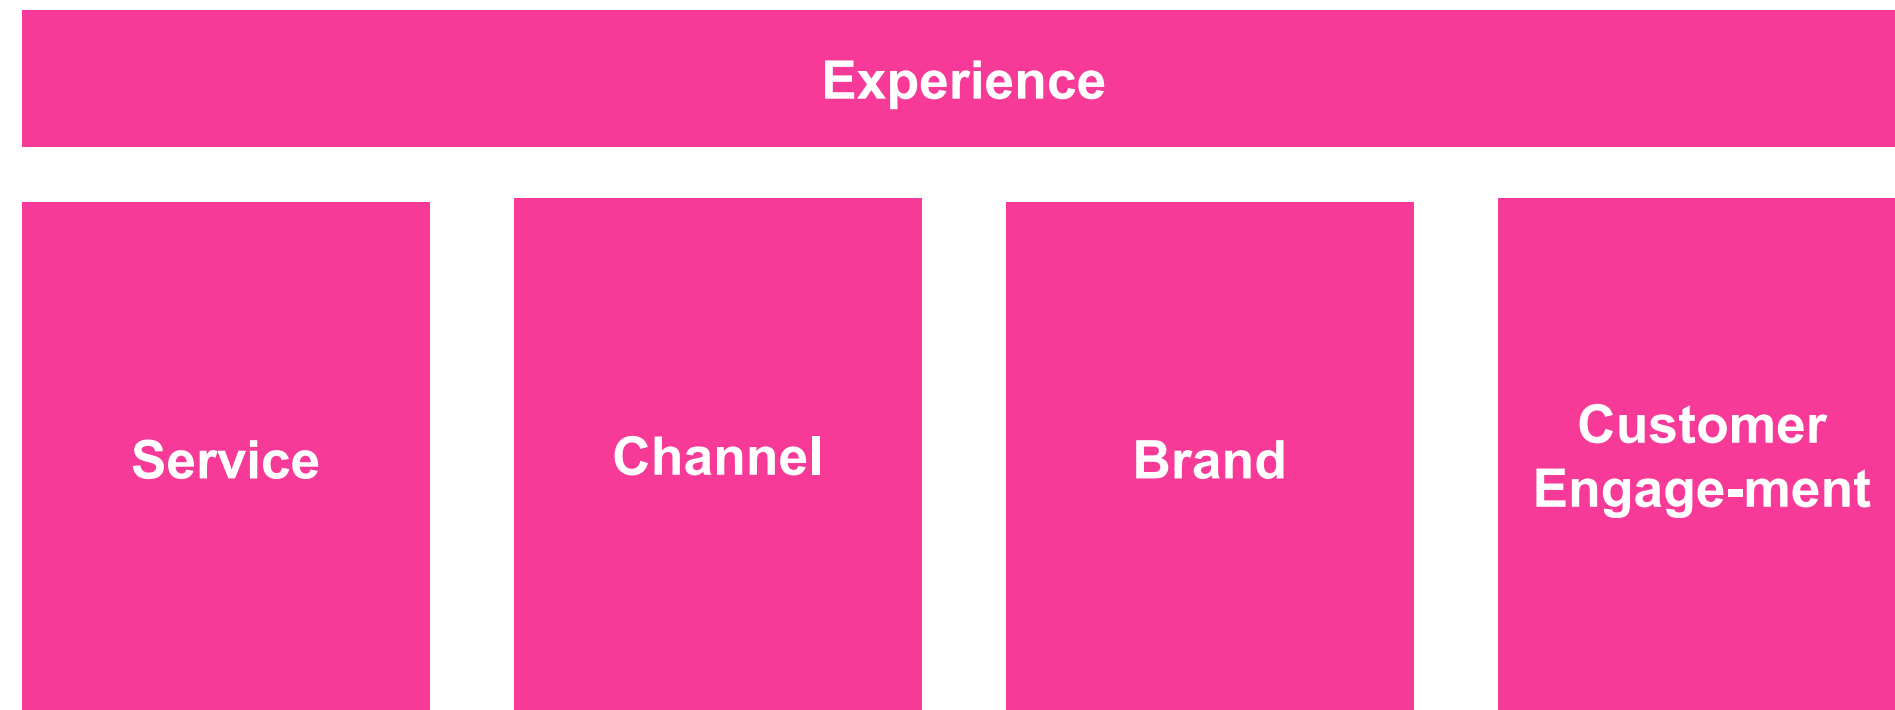 Experience
Service
Channel
Brand
Customer
Engage-ment